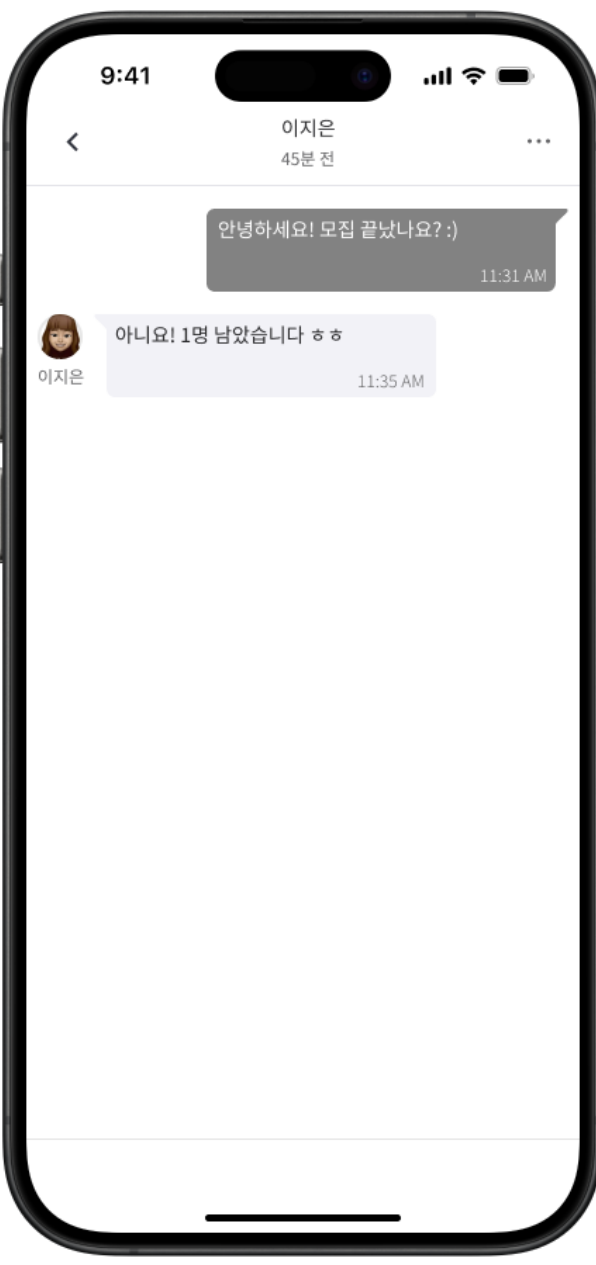 9:41
이지은
45분 전
안녕하세요! 모집 끝났나요? :)
11:31 AM
아니요! 1명 남았습니다 ㅎㅎ
이지은
11:35 AM